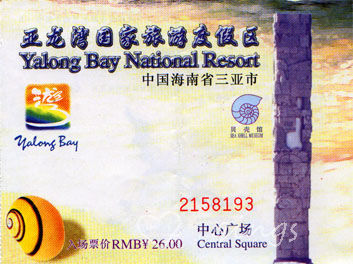 亚龙湾国家旅游度假区
Yalong Bay National Resort
中国海南省三亚市
Yalong Bay
贝壳馆
SEA SHELL MUSEUM
2158193
入场票价RMB¥ 26.00
中心广场
Central Square